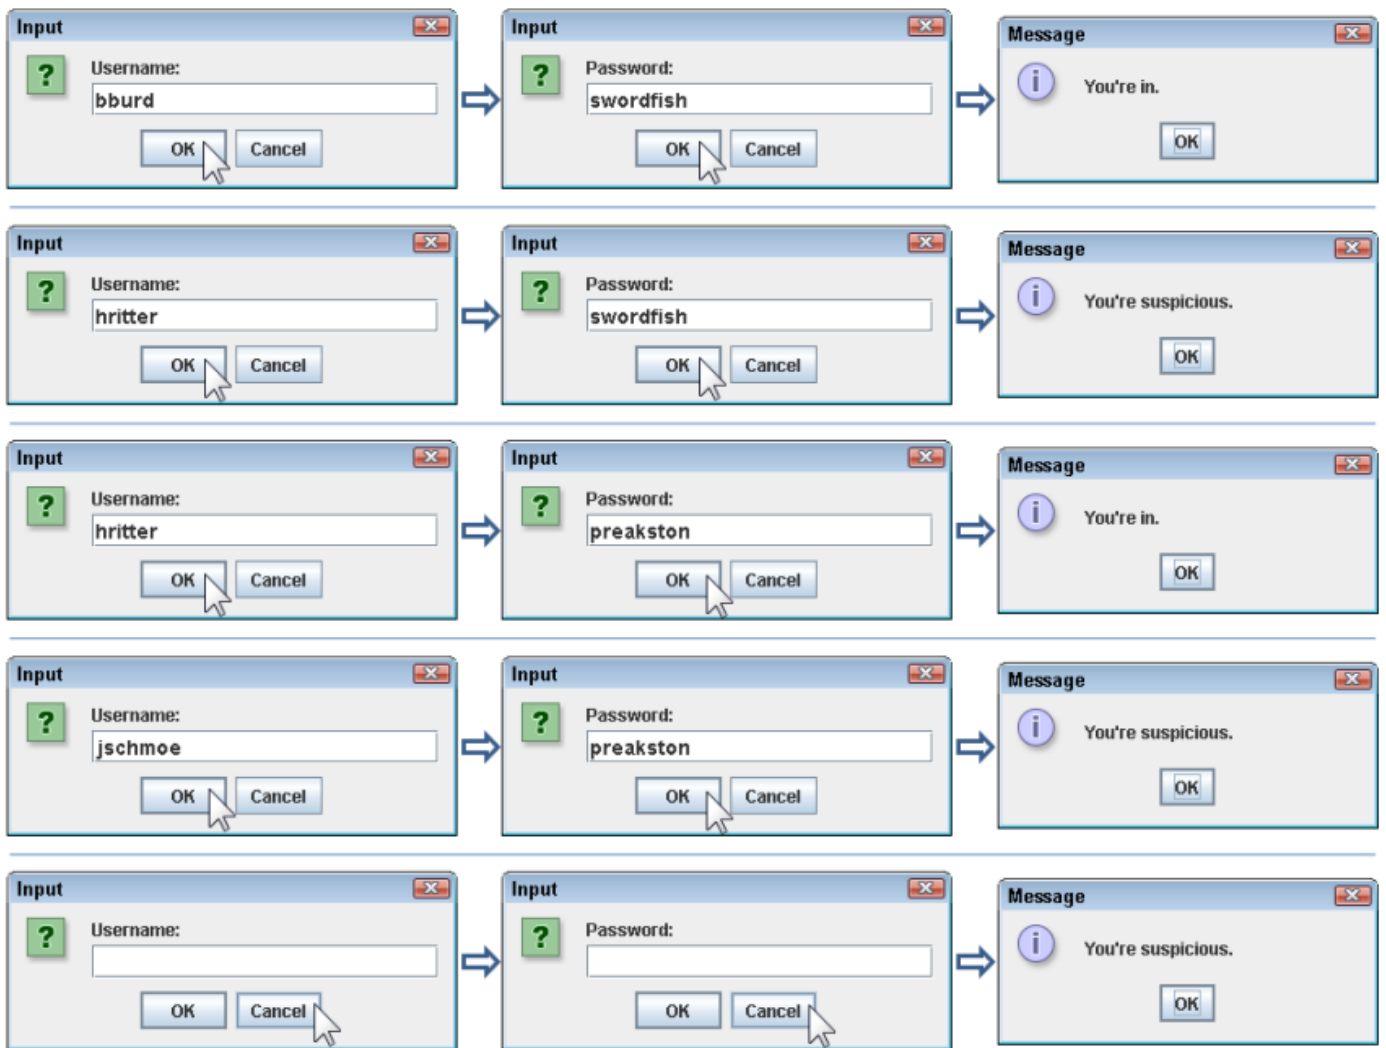 Input
Username:
bburd
OK Cancel
Input
Password:
swordfish
OK Cancel
Message
You're in.
OK
Input
Username:
hritter
OK Cancel
Input
Password:
swordfish
OK Cancel
Message
You're suspicious.
OK
Input
Username:
hritter
OK Cancel
Input
Password:
preakston
OK Cancel
Message
You're in.
OK
Input
Username:
jschmoe
OK Cancel
Input
Password:
preakston
OK Cancel
Message
You're suspicious.
OK
Input
Username:
OK Cancel
Input
Password:
OK Cancel
Message
You're suspicious.
OK